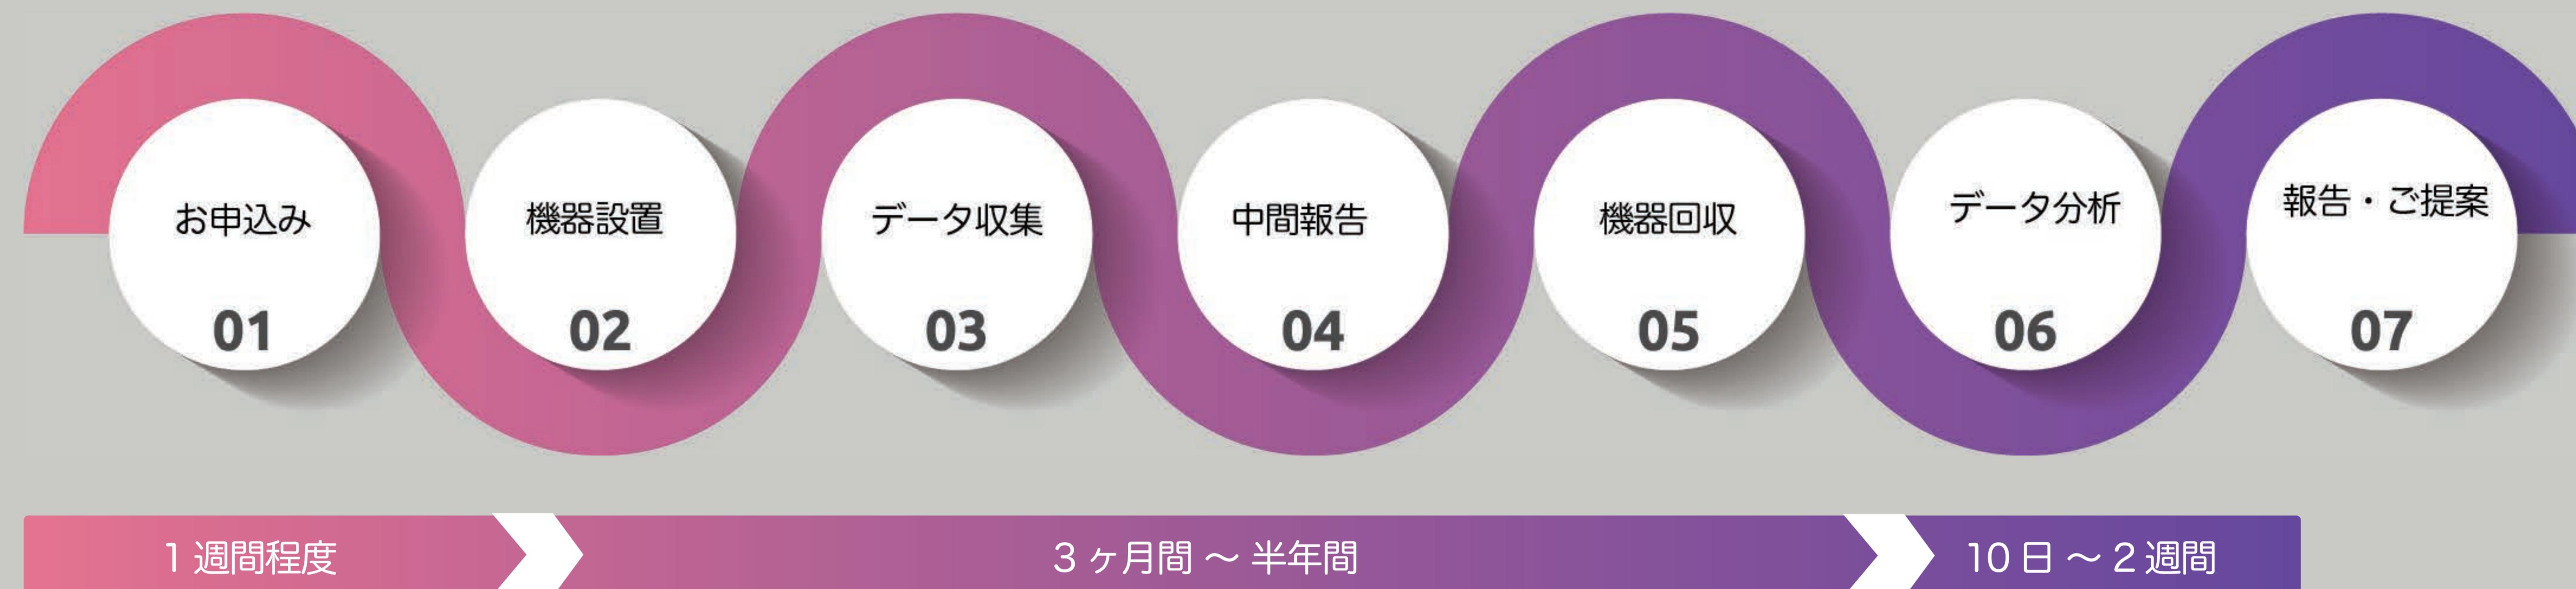 お申込み
01
機器設置
02
データ収集
03
中間報告
04
機器回収
05
データ分析
06
報告・ご提案
07
1週間程度
3ヶ月間～半年間
10日～2週間